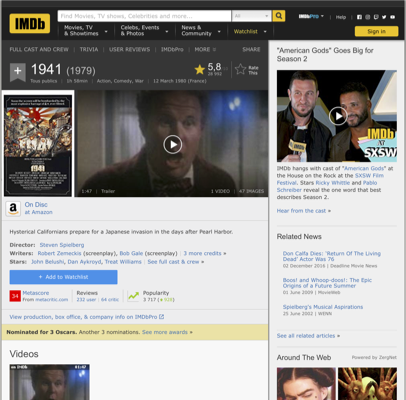 IMDb
Find Movies, TV shows, Celebrities and more...
All
IMDbPro
Help
Movies, TV & Showtimes
Celebs, Events & Photos
News & Community
Watchlist
Sign in
FULL CAST AND CREW | TRIVIA | USER REVIEWS | IMDbPro | MORE
SHARE
1941 (1979)
5,8
Rate This
Tous publics | 1h 58min | Action, Comedy, War | 12 March 1980 (France)
1:47 | Trailer
1 VIDEO | 47 IMAGES
On Disc
at Amazon
Hysterical Californians prepare for a Japanese invasion in the days after Pearl Harbor.
Director: Steven Spielberg
Writers: Robert Zemeckis (screenplay), Bob Gale (screenplay) | 3 more credits »
Stars: John Belushi, Dan Aykroyd, Treat Williams | See full cast & crew »
+ Add to Watchlist
34
Metascore
From metacritic.com
Reviews
232 user | 64 critic
Popularity
3 717
View production, box office, & company info on IMDbPro
Nominated for 3 Oscars. Another 3 nominations. See more awards »
Videos
"American Gods" Goes Big for Season 2
IMDb
AT
SXSW
IMDb hangs with cast of "American Gods" at the House on the Rock at the SXSW Film Festival. Stars Ricky Whittle and Pablo Schreiber reveal the one word that best describes Season 2.
Hear from the cast »
Related News
Don Calfa Dies: 'Return Of The Living Dead' Actor Was 76
02 December 2016 | Deadline Movie News
Boos! and Whoop-doos!: The Epic Origins of a Future Summer
01 June 2009 | MovieWeb
Spielberg's Musical Aspirations
25 June 2002 | WENN
See all related articles »
Around The Web
Powered by ZergNet